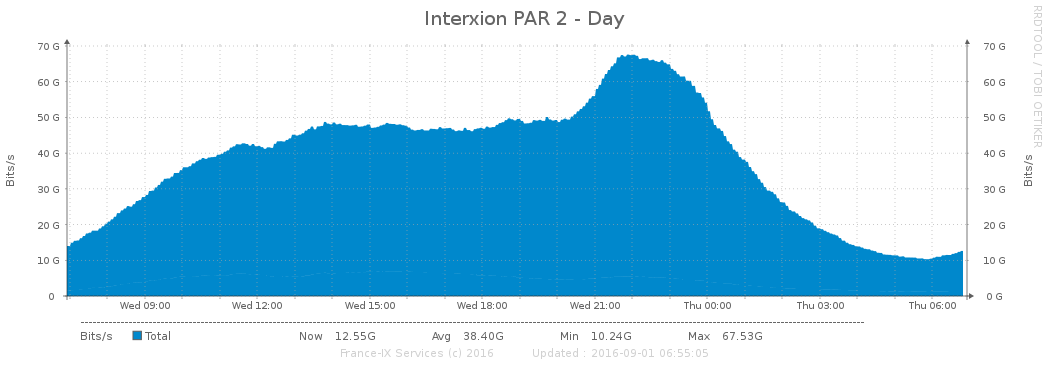 Interxion PAR 2 - Day
RRDTOOL / TOBI OETIKER
Bits/s
70 G 70 G
60 G 60 G
50 G 50 G
40 G 40 G
30 G 30 G
20 G 20 G
10 G 10 G
0 0 G
Bits/s
Wed 09:00 Wed 12:00 Wed 15:00 Wed 18:00 Wed 21:00 Thu 00:00 Thu 03:00 Thu 06:00
Bits/s Total Now 12.55G Avg 38.40G Min 10.24G Max 67.53G
France-IX Services (c) 2016 Updated : 2016-09-01 06:55:05